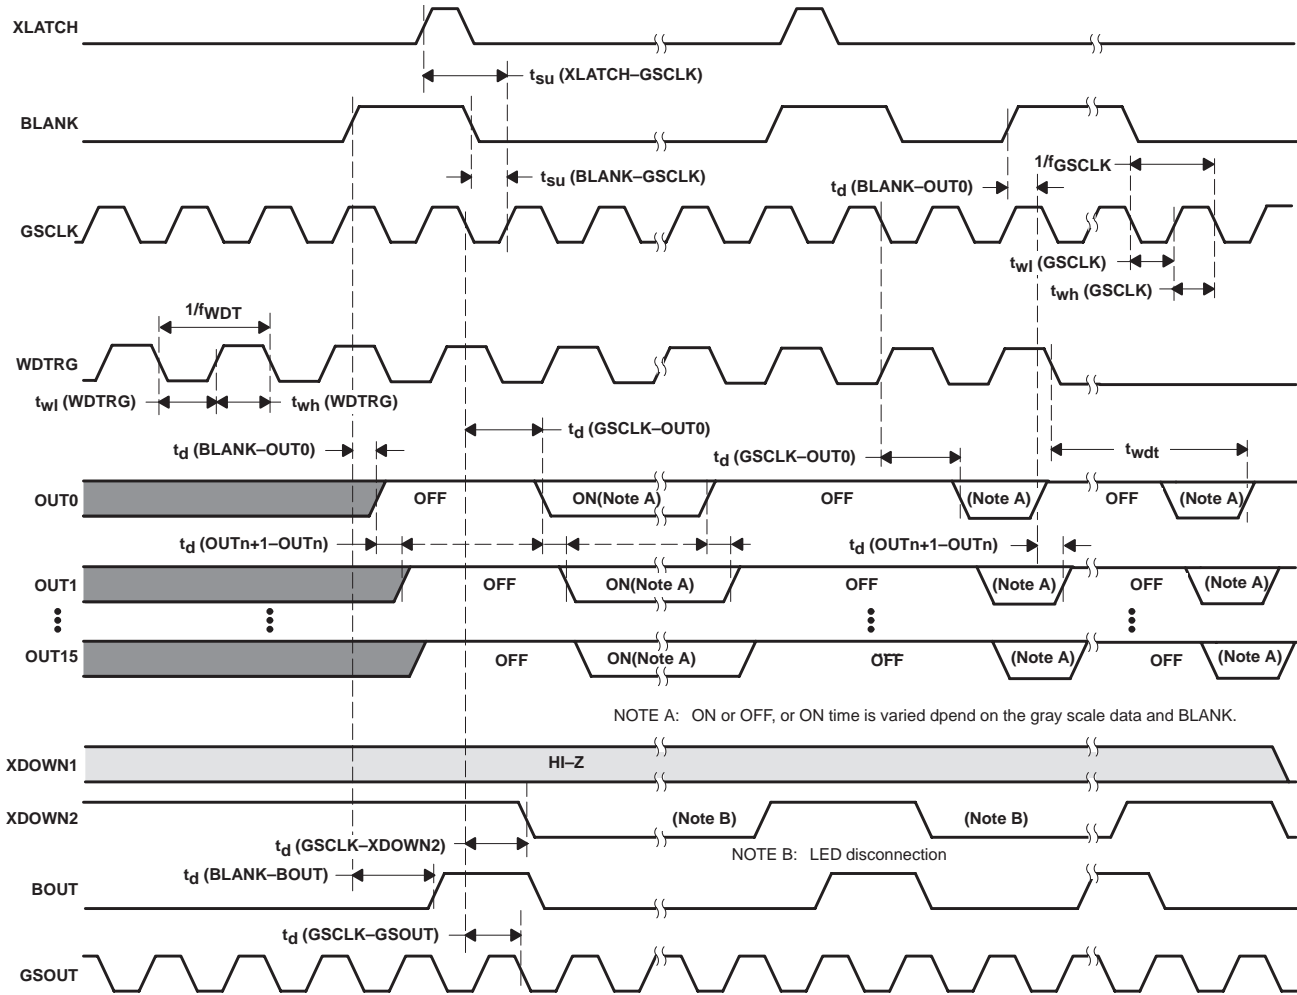 XLATCH
tsu (XLATCH–GSCLK)
BLANK
1/fGSCLK
tsu (BLANK–GSCLK)
td (BLANK–OUT0)
GSCLK
twl (GSCLK)
twh (GSCLK)
1/fWDT
WDTRG
twl (WDTRG)
twh (WDTRG)
td (GSCLK–OUT0)
td (BLANK–OUT0)
td (GSCLK–OUT0)
twdt
OUT0
OFF
ON(Note A)
OFF
(Note A)
OFF
(Note A)
td (OUTn+1–OUTn)
td (OUTn+1–OUTn)
OUT1
OFF
ON(Note A)
OFF
(Note A)
OFF
(Note A)
OUT15
OFF
ON(Note A)
OFF
(Note A)
OFF
(Note A)
NOTE A: ON or OFF, or ON time is varied dpend on the gray scale data and BLANK.
XDOWN1
HI–Z
XDOWN2
(Note B)
(Note B)
td (GSCLK–XDOWN2)
NOTE B: LED disconnection
td (BLANK–BOUT)
BOUT
td (GSCLK–GSOUT)
GSOUT